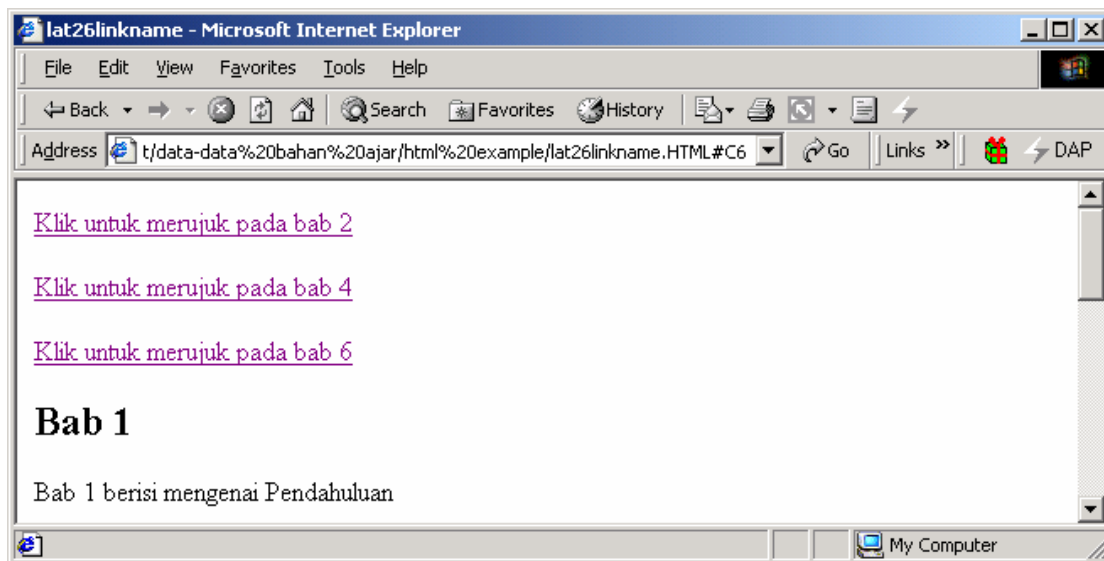 lat26linkname - Microsoft Internet Explorer
File Edit View Favorites Tools Help
Back Search Favorites History
Address t/data-data%20bahan%20ajar/html%20example/lat26linkname.HTML#C6 Go Links » DAP
Klik untuk merujuk pada bab 2
Klik untuk merujuk pada bab 4
Klik untuk merujuk pada bab 6
Bab 1
Bab 1 berisi mengenai Pendahuluan
My Computer